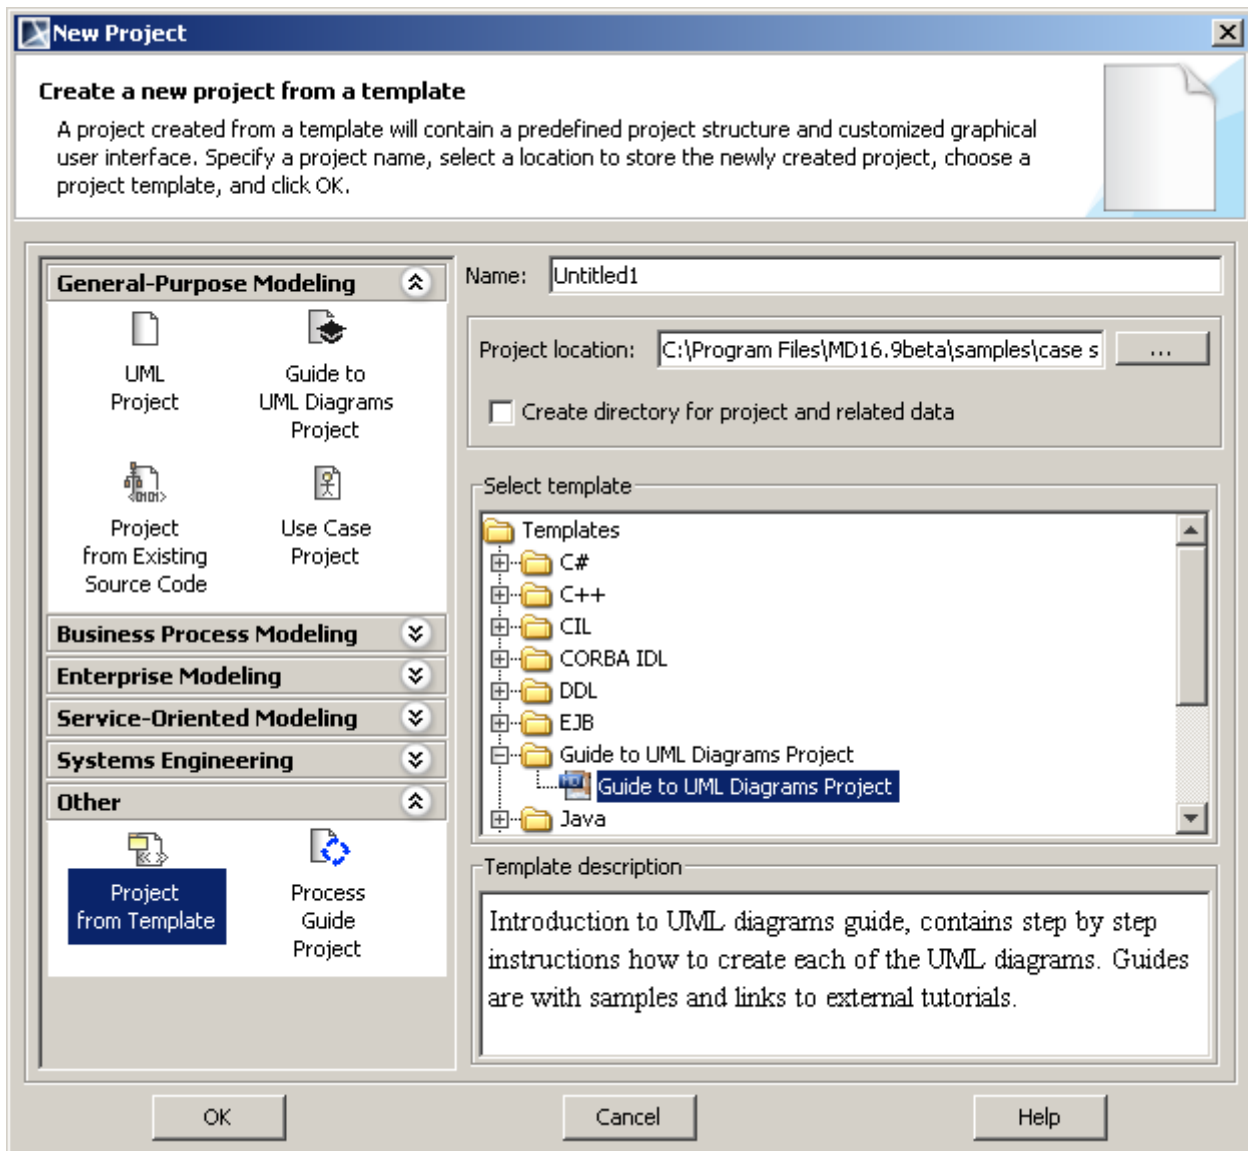 New Project
Create a new project from a template
A project created from a template will contain a predefined project structure and customized graphical
user interface. Specify a project name, select a location to store the newly created project, choose a
project template, and click OK.
General-Purpose Modeling
UML
Project
Guide to
UML Diagrams
Project
Project
from Existing
Source Code
Use Case
Project
Business Process Modeling
Enterprise Modeling
Service-Oriented Modeling
Systems Engineering
Other
Project
from Template
Process
Guide
Project
Name: Untitled1
Project location: C:\Program Files\MD16.9beta\samples\case s ...
Create directory for project and related data
Select template
Templates
C#
C++
CIL
CORBA IDL
DDL
EJB
Guide to UML Diagrams Project
Guide to UML Diagrams Project
Java
Template description
Introduction to UML diagrams guide, contains step by step
instructions how to create each of the UML diagrams. Guides
are with samples and links to external tutorials.
OK Cancel Help